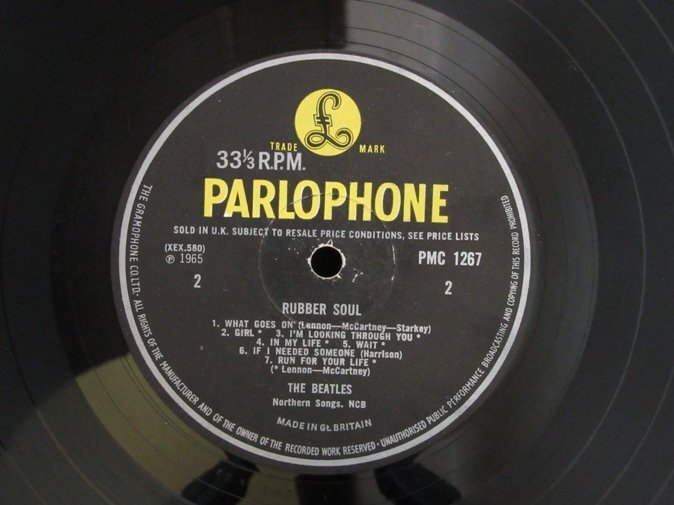 £
TRADE MARK
33⅓ R.P.M.
PARLOPHONE
SOLD IN U.K. SUBJECT TO RESALE PRICE CONDITIONS, SEE PRICE LISTS
(XEX.580)
℗ 1965
PMC 1267
2
2
RUBBER SOUL
1. WHAT GOES ON (Lennon—McCartney—Starkey)
2. GIRL * 3. I'M LOOKING THROUGH YOU *
4. IN MY LIFE * 5. WAIT *
6. IF I NEEDED SOMEONE (Harrison)
7. RUN FOR YOUR LIFE *
(* Lennon—McCartney)
THE BEATLES
Northern Songs. NCB
MADE IN Gt. BRITAIN
THE GRAMOPHONE CO. LTD. ALL RIGHTS OF THE MANUFACTURER AND OF THE OWNER OF THE RECORDED WORK RESERVED · UNAUTHORISED PUBLIC PERFORMANCE BROADCASTING AND COPYING OF THIS RECORD PROHIBITED